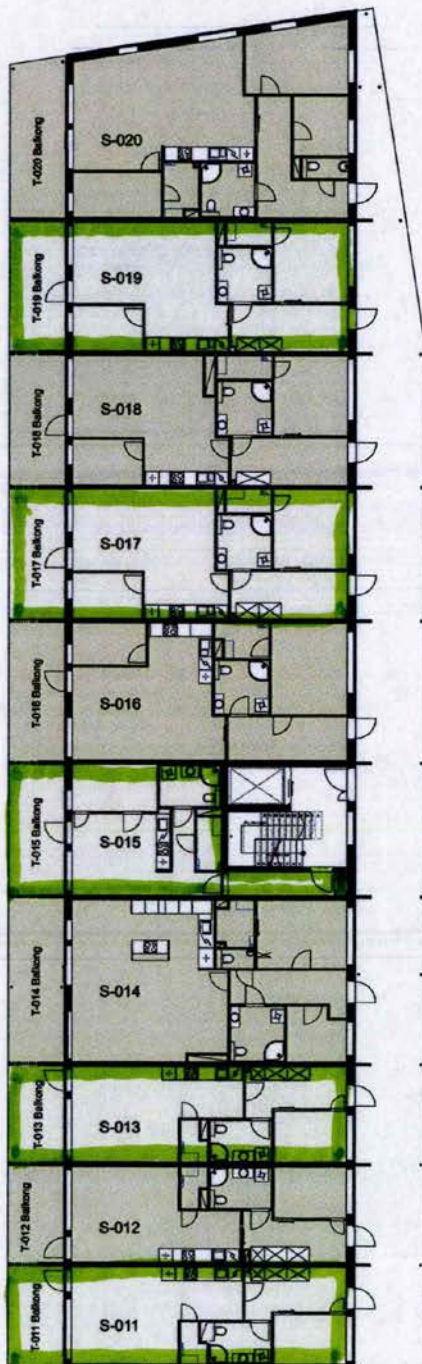 T-020 Balkong
S-020
T-019 Balkong
S-019
T-018 Balkong
S-018
T-017 Balkong
S-017
T-016 Balkong
S-016
T-015 Balkong
S-015
T-014 Balkong
S-014
T-013 Balkong
S-013
T-012 Balkong
S-012
T-011 Balkong
S-011